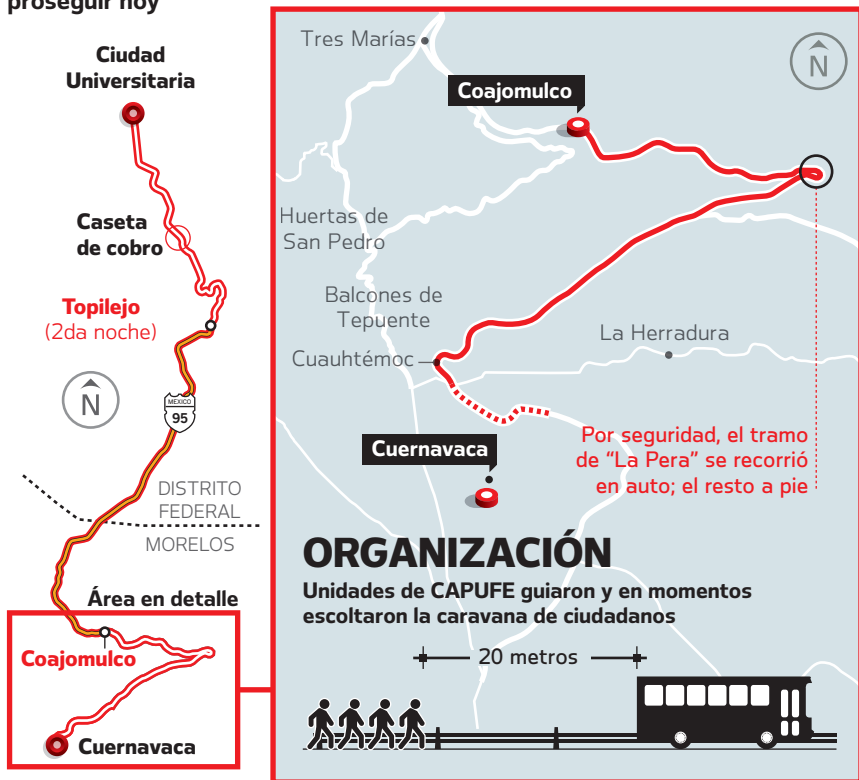 proseguir hoy
Ciudad
Universitaria
Caseta
de cobro
Topilejo
(2da noche)
N
MEXICO
95
DISTRITO
FEDERAL
MORELOS
Área en detalle
Coajomulco
Cuernavaca
Tres Marías
N
Coajomulco
Huertas de
San Pedro
Balcones de
Tepuente
La Herradura
Cuauhtémoc
Cuernavaca
Por seguridad, el tramo
de “La Pera” se recorrió
en auto; el resto a pie
ORGANIZACIÓN
Unidades de CAPUFE guiaron y en momentos
escoltaron la caravana de ciudadanos
20 metros